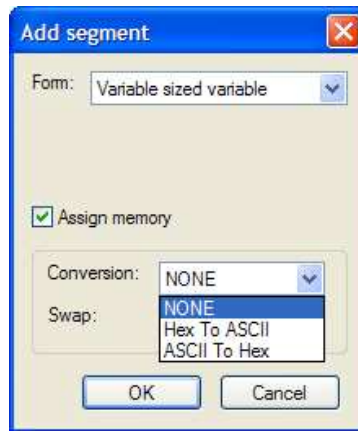 Add segment
Form: Variable sized variable
Assign memory
Conversion: NONE
NONE
Swap:
Hex To ASCII
ASCII To Hex
OK Cancel